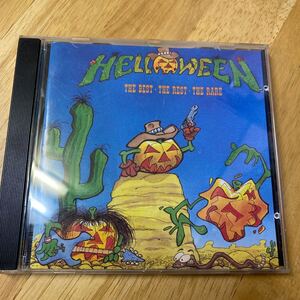 HELLOWEEN
THE BEST · THE REST · THE RARE